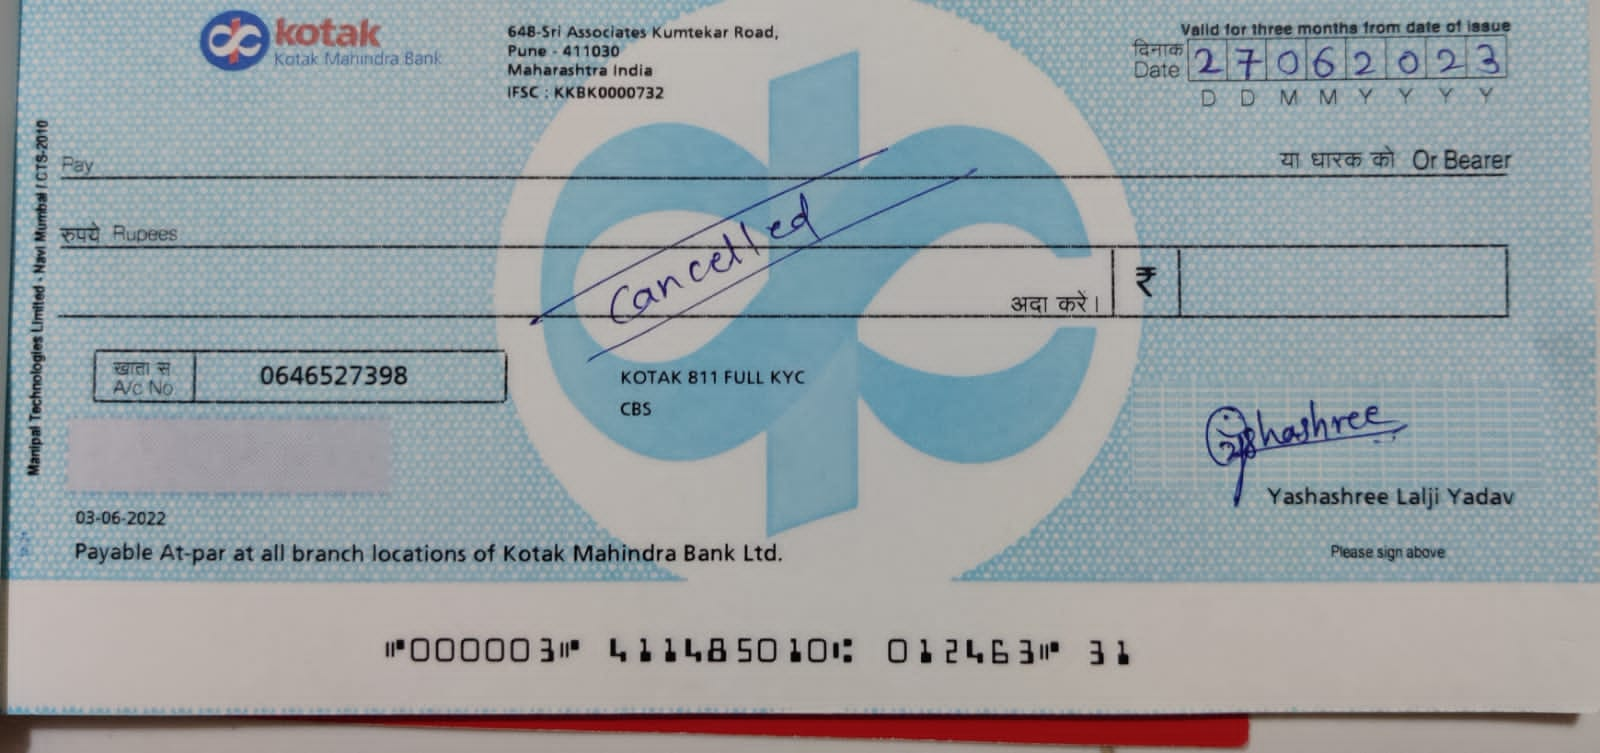 kotak
Kotak Mahindra Bank
648-Sri Associates Kumtekar Road,
Pune - 411030
Maharashtra India
IFSC : KKBK0000732
Valid for three months from date of issue
दिनाक
Date 2 7 0 6 2 0 2 3
D D M M Y Y Y Y
Pay
या धारक को Or Bearer
रुपये Rupees
Cancelled
अदा करें।
₹
खाता स
A/c No
0646527398
KOTAK 811 FULL KYC
CBS
Yashashree
Yashashree Lalji Yadav
Please sign above
03-06-2022
Payable At-par at all branch locations of Kotak Mahindra Bank Ltd.
Manipal Technologies Limited - Navi Mumbai / CTS-2010
⑈000003⑈ 411485010⑆ 012463⑈ 31